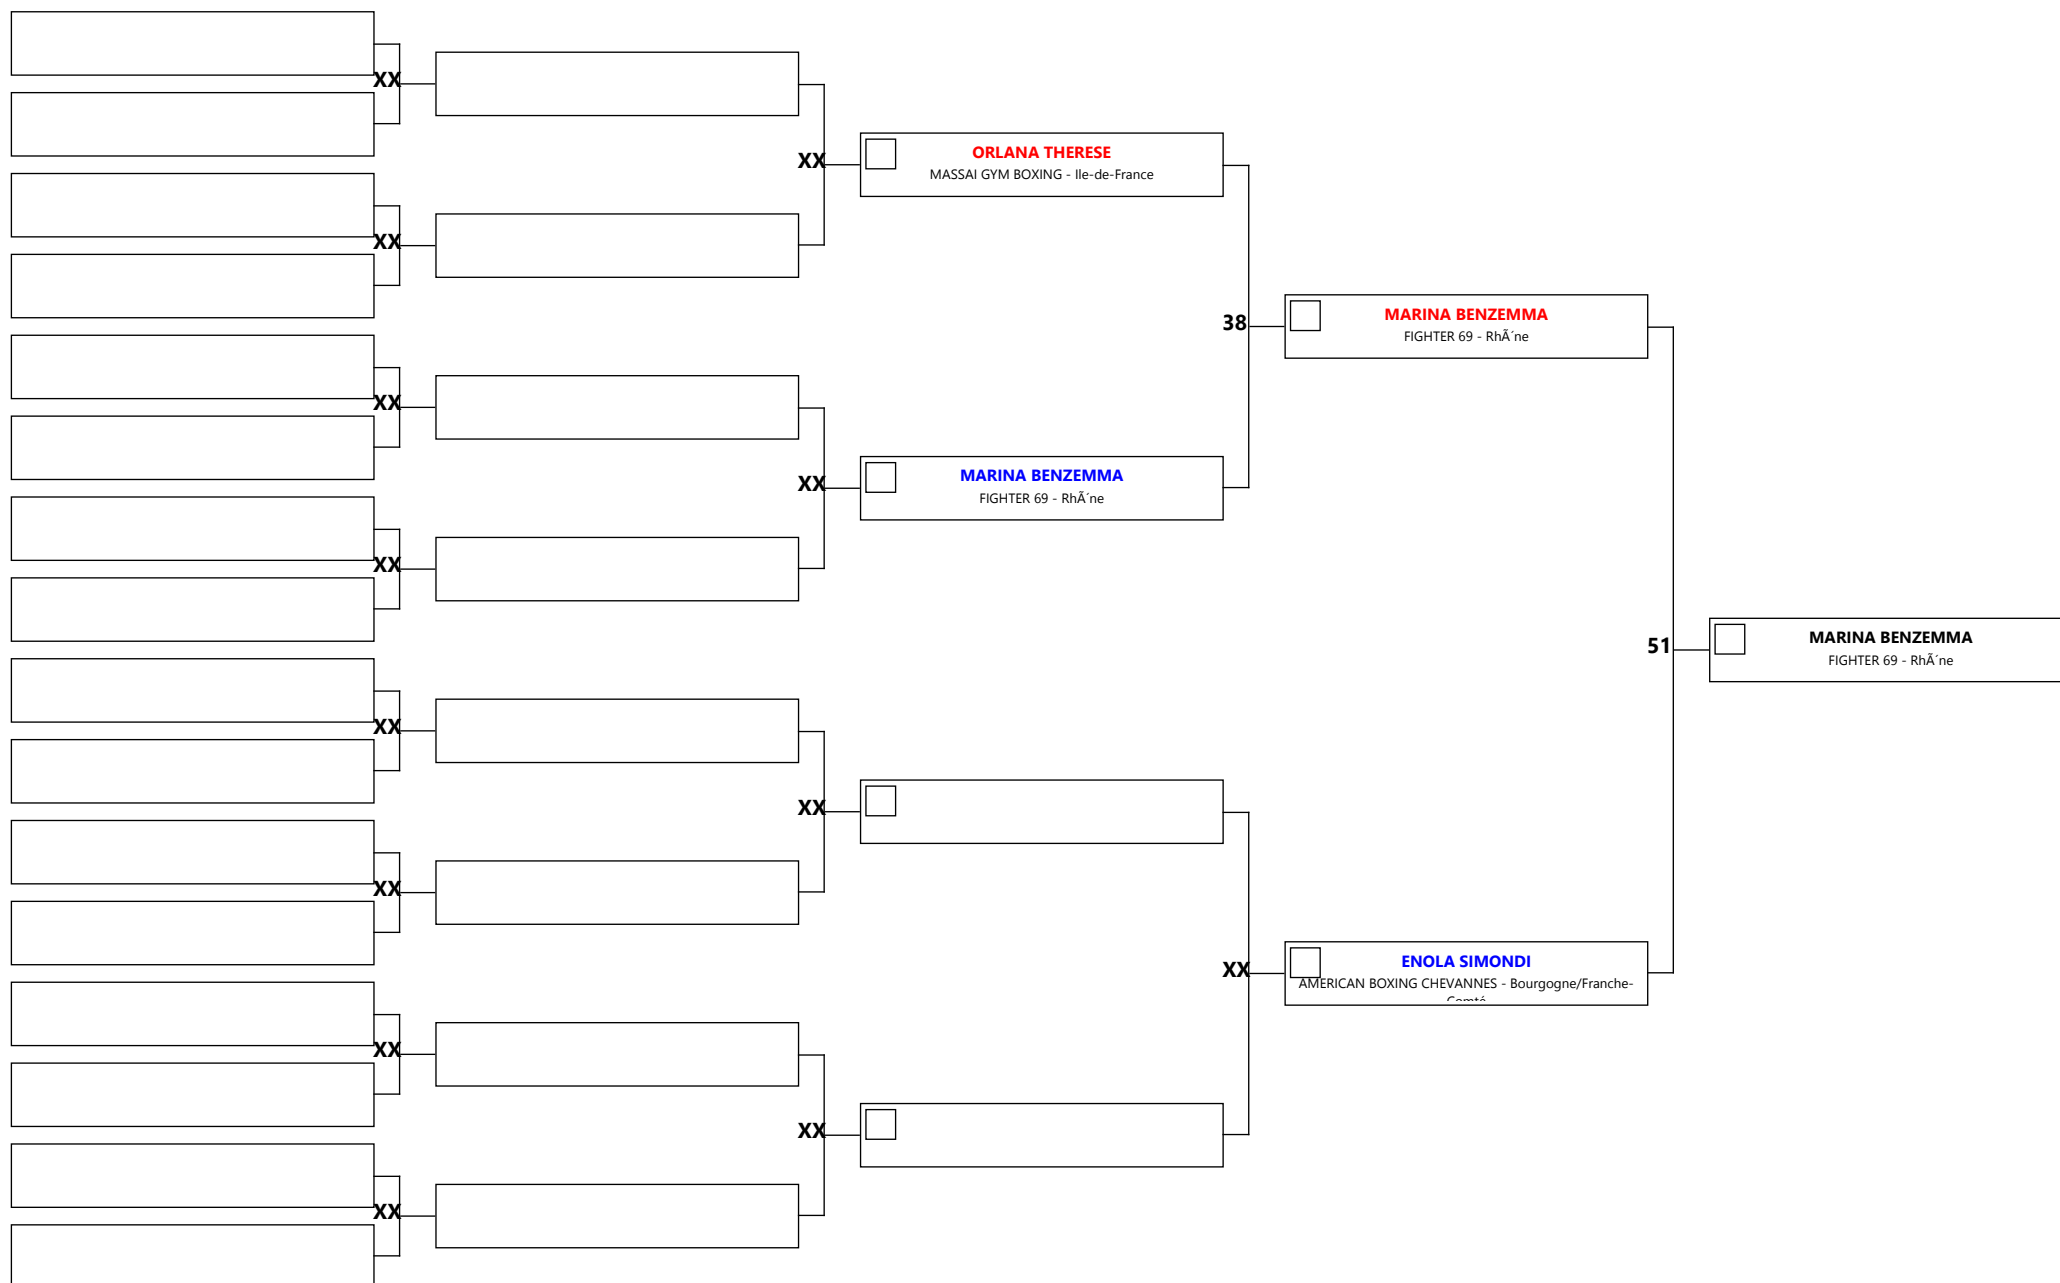 XX
XX
XX
XX
XX
XX
XX
XX
XX
XX
XX
XX
ORLANA THERESE
MASSAI GYM BOXING - Ile-de-France
MARINA BENZEMMA
FIGHTER 69 - RhÃ´ne
38
XX
MARINA BENZEMMA
FIGHTER 69 - RhÃ´ne
ENOLA SIMONDI
AMERICAN BOXING CHEVANNES - Bourgogne/Franche-
Comté
51
MARINA BENZEMMA
FIGHTER 69 - RhÃ´ne